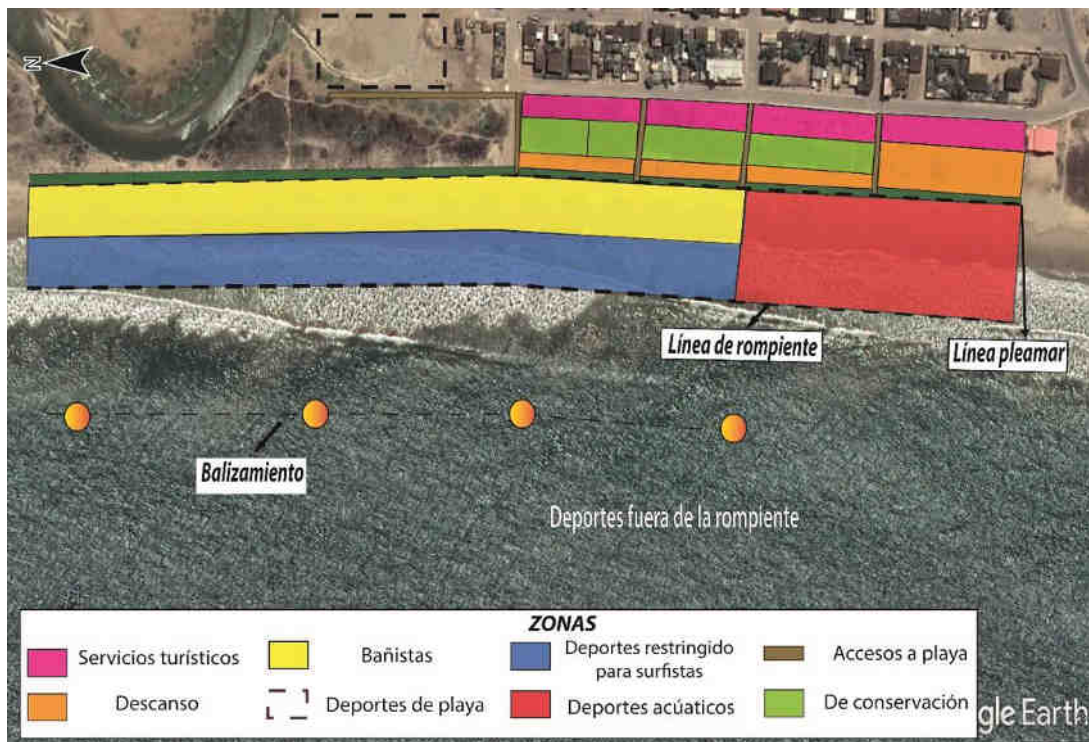 N
Línea de rompiente
Línea pleamar
Balizamiento
Deportes fuera de la rompiente
ZONAS
Servicios turísticos
Bañistas
Deportes restringido
para surfistas
Accesos a playa
Descanso
Deportes de playa
Deportes acúaticos
De conservación
gle Earth